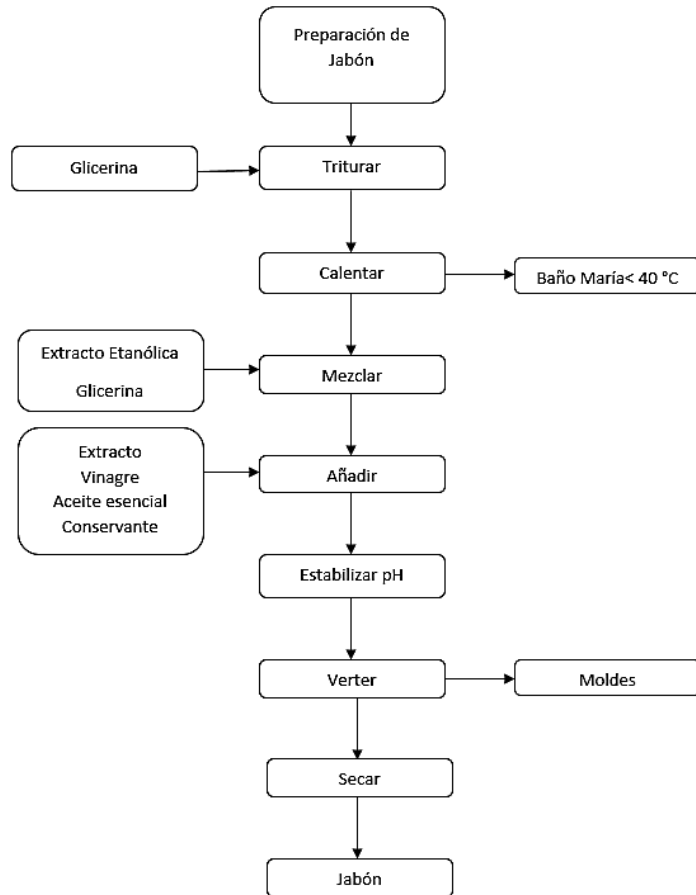 Preparación de
Jabón
Glicerina
Triturar
Calentar
Baño María< 40 °C
Extracto Etanólica
Glicerina
Mezclar
Extracto
Vinagre
Aceite esencial
Conservante
Añadir
Estabilizar pH
Verter
Moldes
Secar
Jabón